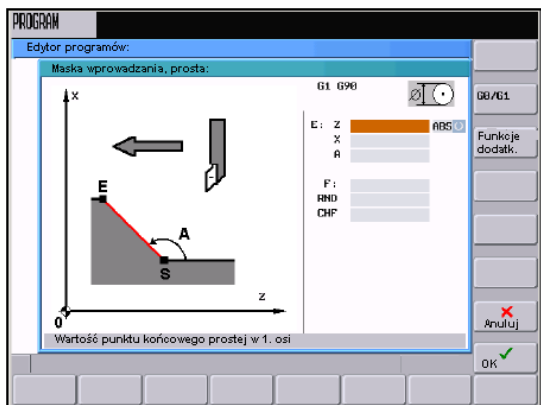 PROGRAM
Edytor programów:
Maska wprowadzania, prosta:
G1 G90
Ø
G0/G1
x
E: Z ABS
X
A
Funkcje
dodatk.
F:
RND
CHF
E
A
S
z
0
Anuluj
Wartość punktu końcowego prostej w 1. osi
OK